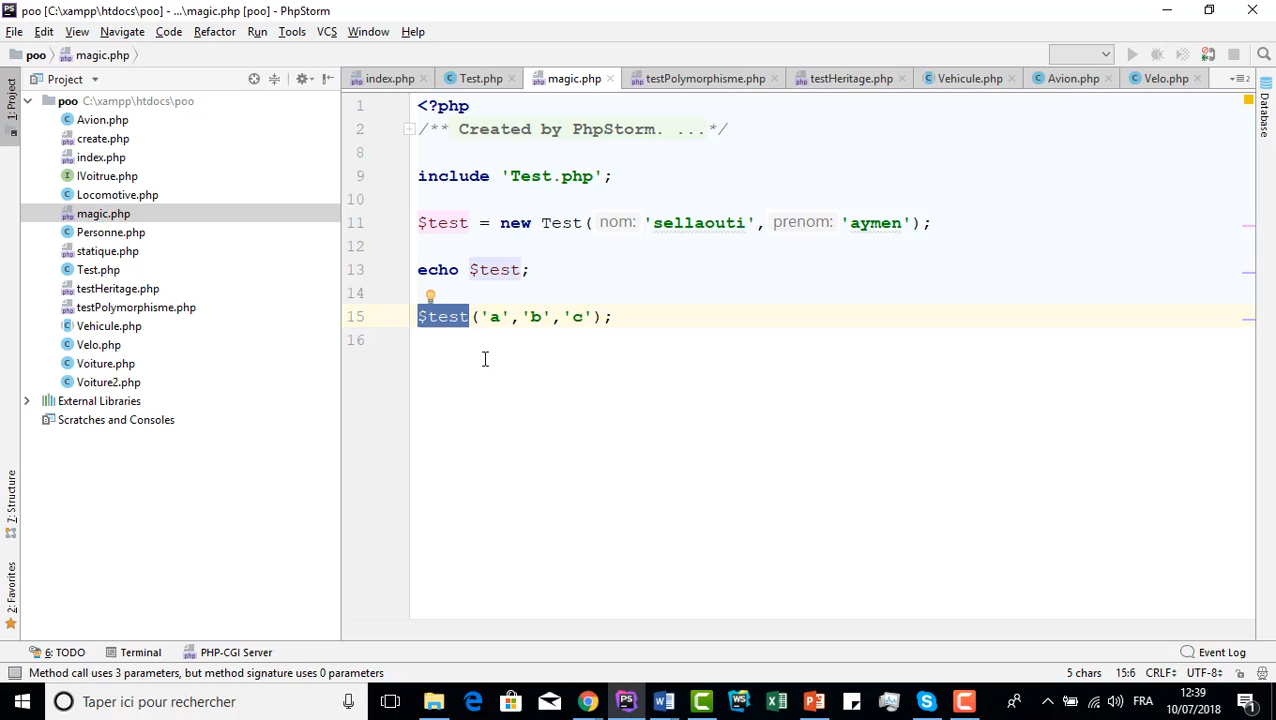 poo [C:\xampp\htdocs\poo] - ...\magic.php [poo] - PhpStorm
File Edit View Navigate Code Refactor Run Tools VCS Window Help
poo magic.php
Project
index.php Test.php magic.php testPolymorphisme.php testHeritage.php Vehicule.php Avion.php Velo.php
1: Project
Database
poo C:\xampp\htdocs\poo
Avion.php
create.php
index.php
IVoitrue.php
Locomotive.php
magic.php
Personne.php
statique.php
Test.php
testHeritage.php
testPolymorphisme.php
Vehicule.php
Velo.php
Voiture.php
Voiture2.php
External Libraries
Scratches and Consoles
1 <?php
2 /** Created by PhpStorm. ...*/
8
9 include 'Test.php';
10
11 $test = new Test( nom: 'sellaouti', prenom: 'aymen');
12
13 echo $test;
14
15 $test('a','b','c');
16
7: Structure
2: Favorites
6: TODO Terminal PHP-CGI Server Event Log
Method call uses 3 parameters, but method signature uses 0 parameters 5 chars 15:6 CRLF÷ UTF-8÷
Taper ici pour rechercher
FRA
12:39
10/07/2018